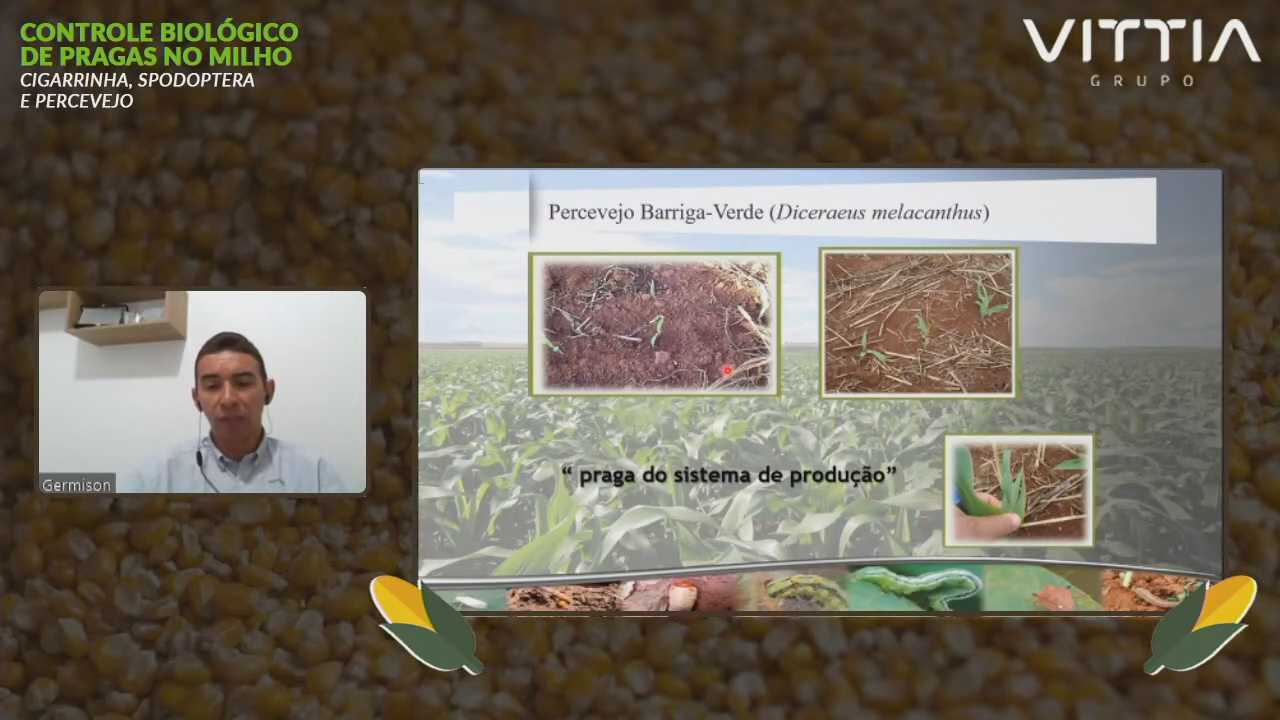 CONTROLE BIOLÓGICO
DE PRAGAS NO MILHO
CIGARRINHA, SPODOPTERA
E PERCEVEJO
VITTIA
GRUPO
Percevejo Barriga-Verde (Diceraeus melacanthus)
“ praga do sistema de produção”
Germison